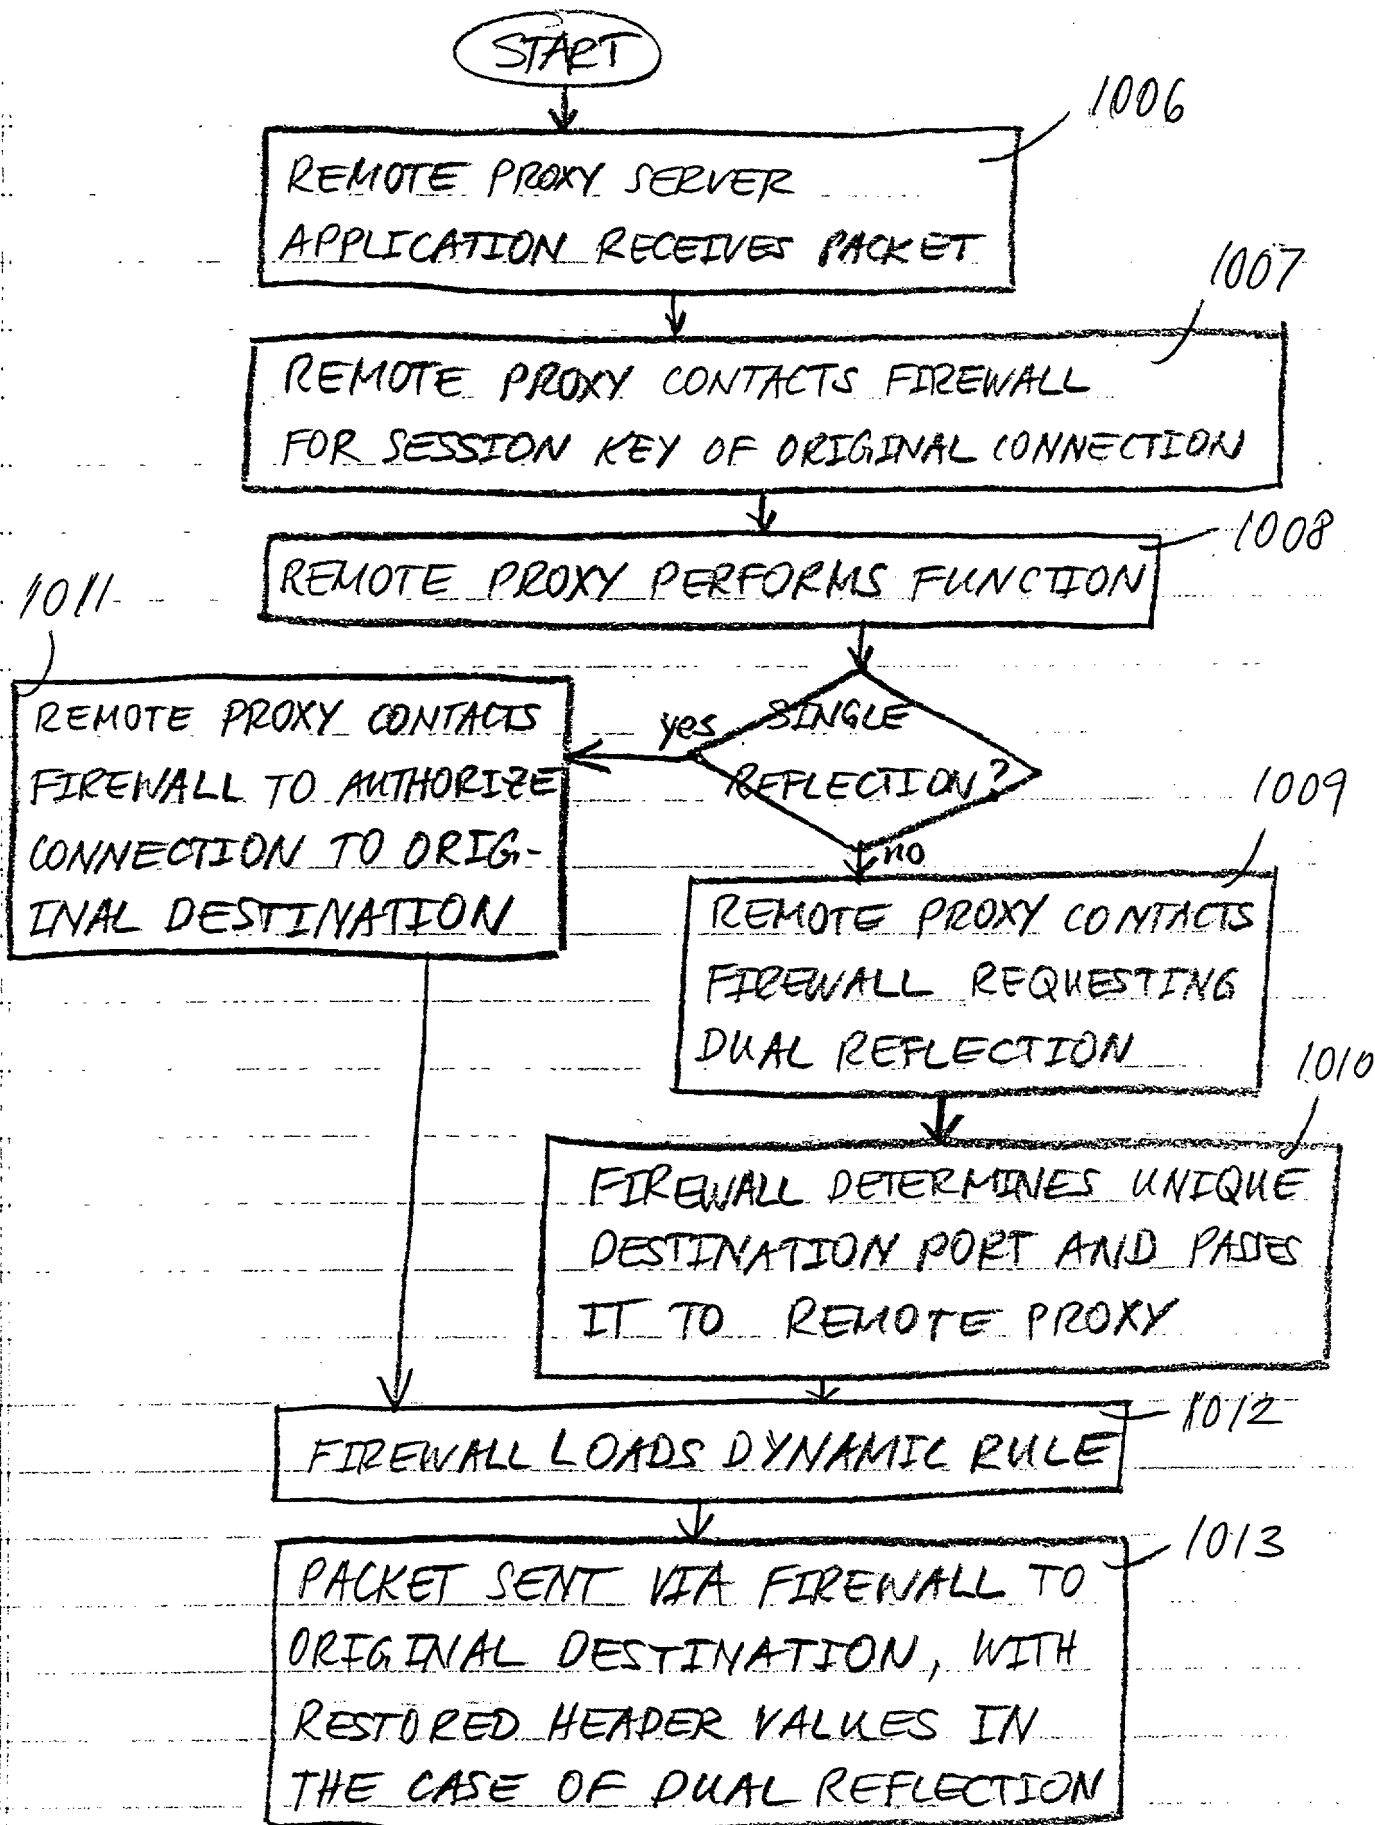 START
1006
REMOTE PROXY SERVER
APPLICATION RECEIVES PACKET
1007
REMOTE PROXY CONTACTS FIREWALL
FOR SESSION KEY OF ORIGINAL CONNECTION
1008
REMOTE PROXY PERFORMS FUNCTION
1011
REMOTE PROXY CONTACTS
FIREWALL TO AUTHORIZE
CONNECTION TO ORIG-
INAL DESTINATION
yes
SINGLE
REFLECTION?
no
1009
REMOTE PROXY CONTACTS
FIREWALL REQUESTING
DUAL REFLECTION
1010
FIREWALL DETERMINES UNIQUE
DESTINATION PORT AND PASSES
IT TO REMOTE PROXY
1012
FIREWALL LOADS DYNAMIC RULE
1013
PACKET SENT VIA FIREWALL TO
ORIGINAL DESTINATION, WITH
RESTORED HEADER VALUES IN
THE CASE OF DUAL REFLECTION